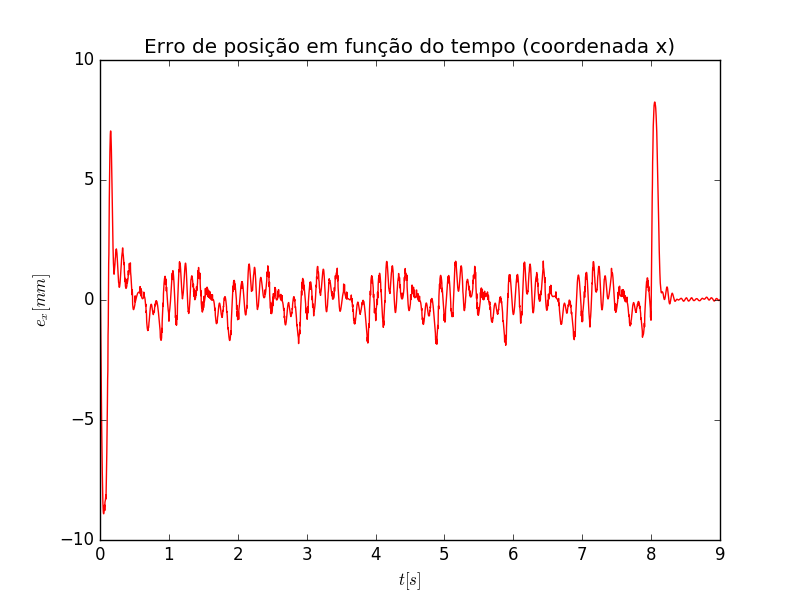 Erro de posição em função do tempo (coordenada x)
10
5
0
−5
−10
e_x[mm]
0 1 2 3 4 5 6 7 8 9
t[s]